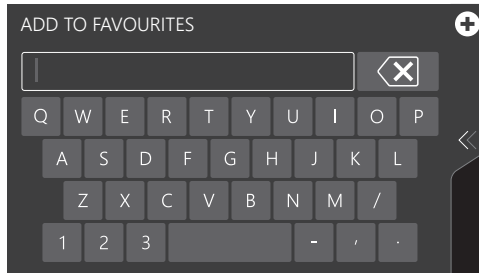 ADD TO FAVOURITES
Q W E R T Y U I O P
A S D F G H J K L
Z X C V B N M /
1 2 3 - , .